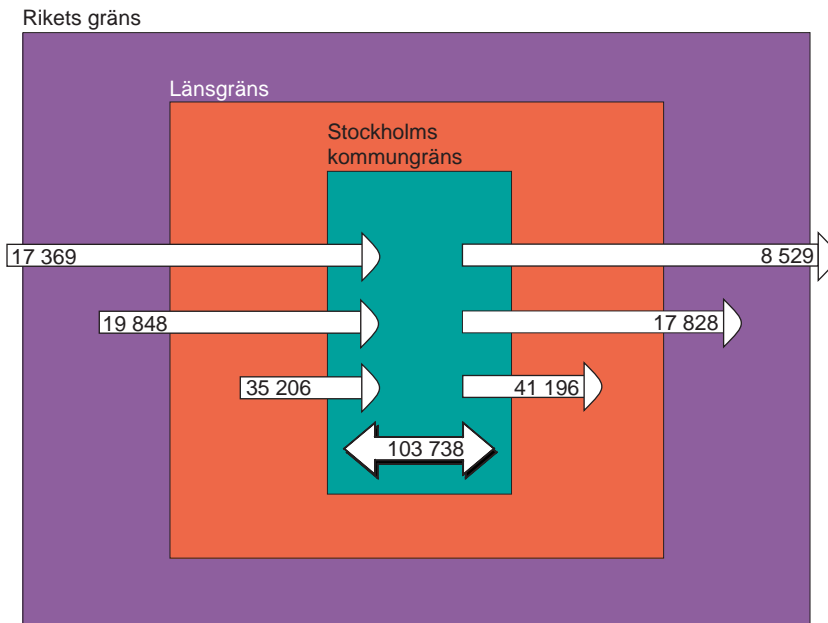 Rikets gräns
Länsgräns
Stockholms
kommungräns
17 369
8 529
19 848
17 828
35 206
41 196
103 738